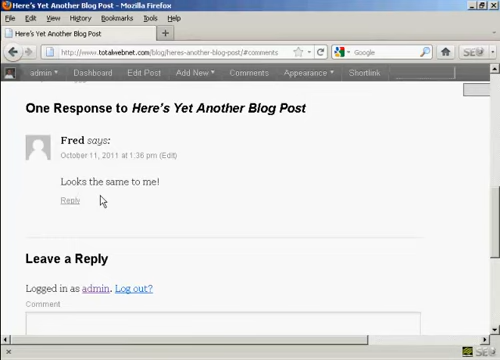 Here's Yet Another Blog Post - Mozilla Firefox
File Edit View History Bookmarks Tools Help
Here's Yet Another Blog Post
http://www.totalwebnet.com/blog/heres-another-blog-post/#comments
Google
SEO
admin Dashboard Edit Post Add New Comments Appearance Shortlink
One Response to Here's Yet Another Blog Post
Fred says:
October 11, 2011 at 1:36 pm (Edit)
Looks the same to me!
Reply
Leave a Reply
Logged in as admin. Log out?
Comment
SEO